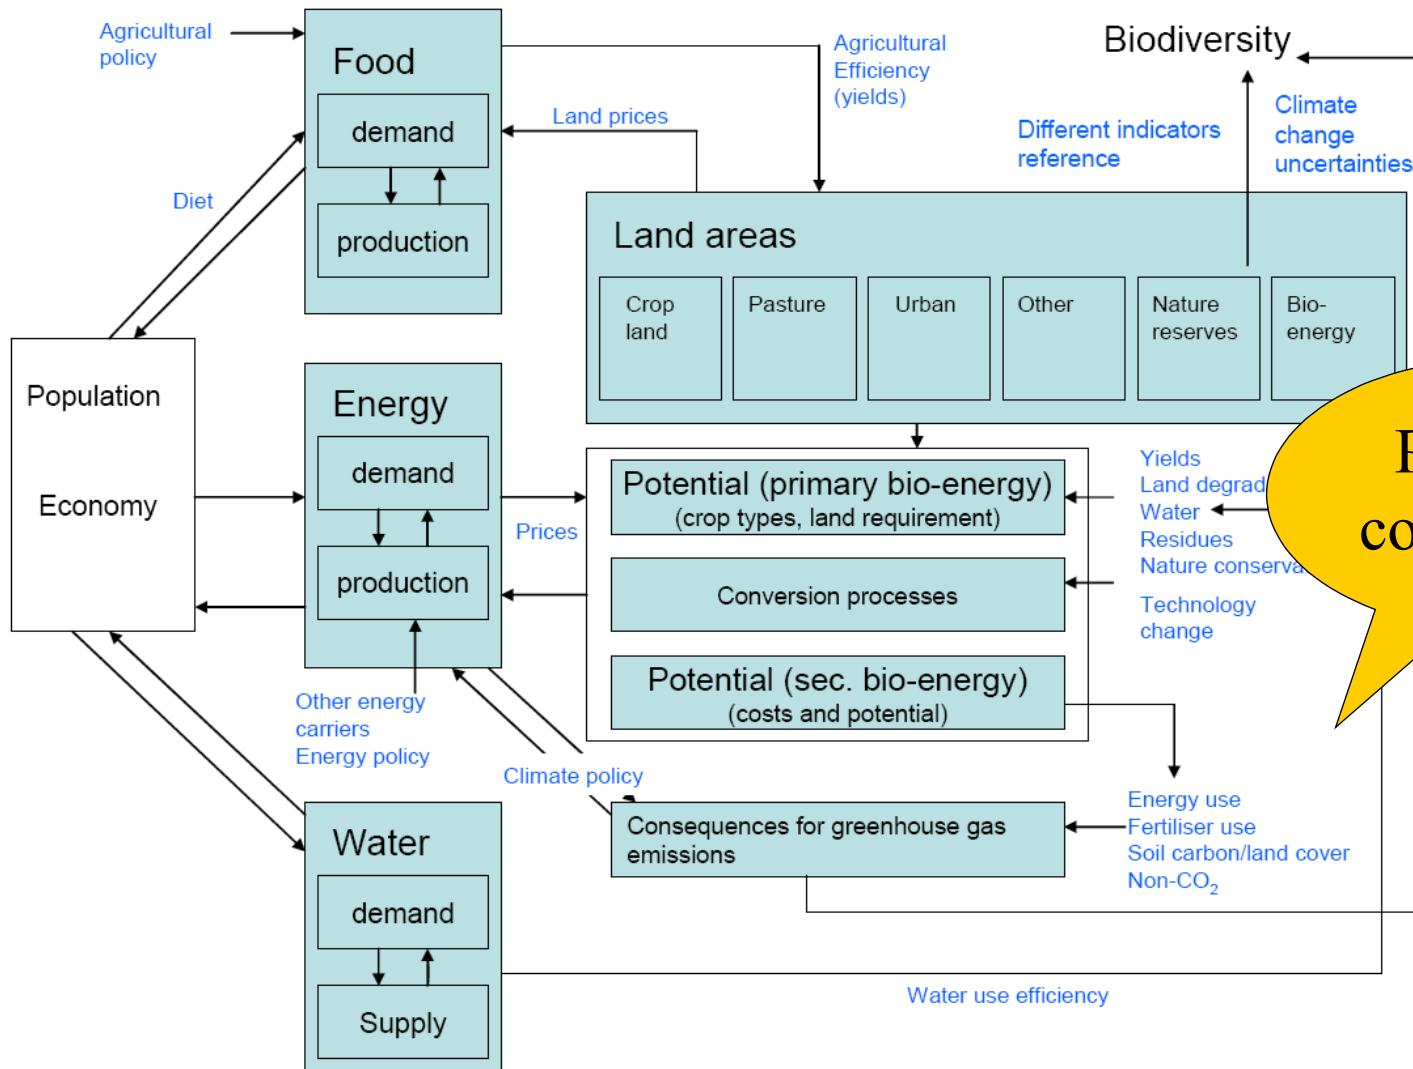 Agricultural
policy
Food
demand
production
Agricultural
Efficiency
(yields)
Land prices
Diet
Biodiversity
Different indicators
reference
Climate
change
uncertainties
Land areas
Crop
land
Pasture
Urban
Other
Nature
reserves
Bio-
energy
Population
Economy
Energy
demand
production
Prices
Other energy
carriers
Energy policy
Potential (primary bio-energy)
(crop types, land requirement)
Conversion processes
Potential (sec. bio-energy)
(costs and potential)
Yields
Land
Water
Residues
Nature
Technology
change
Climate policy
Consequences for greenhouse gas
emissions
Energy use
Fertiliser use
Soil carbon/land cover
Non-CO₂
Water
demand
Supply
Water use efficiency